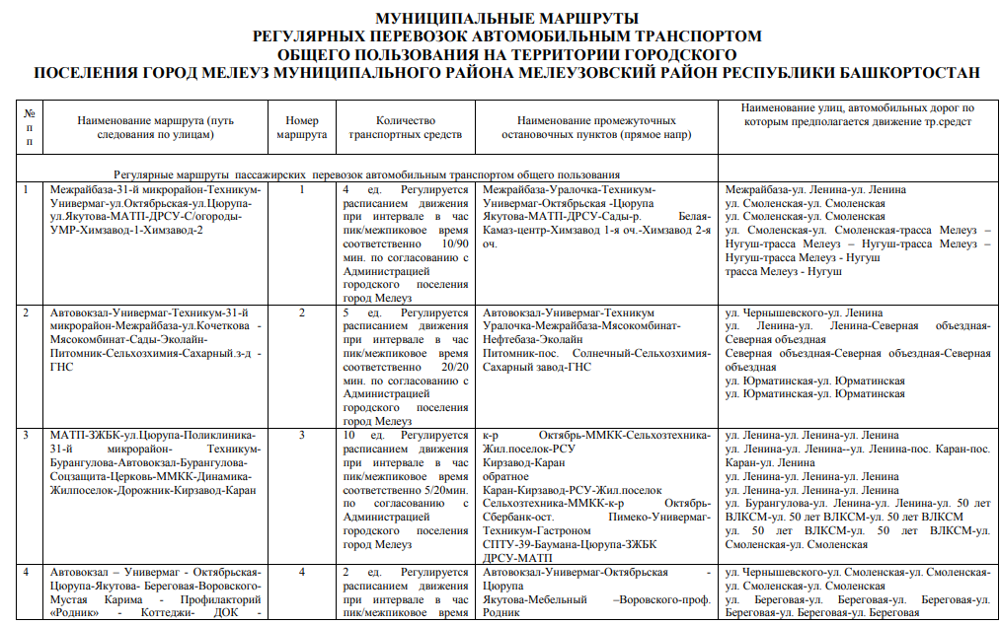 МУНИЦИПАЛЬНЫЕ МАРШРУТЫ
РЕГУЛЯРНЫХ ПЕРЕВОЗОК АВТОМОБИЛЬНЫМ ТРАНСПОРТОМ
ОБЩЕГО ПОЛЬЗОВАНИЯ НА ТЕРРИТОРИИ ГОРОДСКОГО
ПОСЕЛЕНИЯ ГОРОД МЕЛЕУЗ МУНИЦИПАЛЬНОГО РАЙОНА МЕЛЕУЗОВСКИЙ РАЙОН РЕСПУБЛИКИ БАШКОРТОСТАН
№
п
п
Наименование маршрута (путь
следования по улицам)
Номер
маршрута
Количество
транспортных средств
Наименование промежуточных
остановочных пунктов (прямое напр)
Наименование улиц, автомобильных дорог по
которым предполагается движение тр.средст
Регулярные маршруты пассажирских перевозок автомобильным транспортом общего пользования
1
Межрайбаза-31-й микрорайон-Техникум-
Универмаг-ул.Октябрьская-ул.Цюрупа-
ул.Якутова-МАТП-ДРСУ-С/огороды-
УМР-Химзавод-1-Химзавод-2
1
4 ед. Регулируется
расписанием движения
при интервале в час
пик/межпиковое время
соответственно 10/90
мин. по согласованию с
Администрацией
городского поселения
город Мелеуз
Межрайбаза-Уралочка-Техникум-
Универмаг-Октябрьская -Цюрупа
Якутова-МАТП-ДРСУ-Сады-р. Белая-
Камаз-центр-Химзавод 1-я оч.-Химзавод 2-я
оч.
Межрайбаза-ул. Ленина-ул. Ленина
ул. Смоленская-ул. Смоленская
ул. Смоленская-ул. Смоленская
ул. Смоленская-ул. Смоленская-трасса Мелеуз –
Нугуш-трасса Мелеуз – Нугуш-трасса Мелеуз –
Нугуш-трасса Мелеуз - Нугуш
трасса Мелеуз - Нугуш
2
Автовокзал-Универмаг-Техникум-31-й
микрорайон-Межрайбаза-ул.Кочеткова -
Мясокомбинат-Сады-Эколайн-
Питомник-Сельхозхимия-Сахарный.з-д -
ГНС
2
5 ед. Регулируется
расписанием движения
при интервале в час
пик/межпиковое время
соответственно 20/20
мин. по согласованию с
Администрацией
городского поселения
город Мелеуз
Автовокзал-Универмаг-Техникум
Уралочка-Межрайбаза-Мясокомбинат-
Нефтебаза-Эколайн
Питомник-пос. Солнечный-Сельхозхимия-
Сахарный завод-ГНС
ул. Чернышевского-ул. Ленина
ул. Ленина-ул. Ленина-Северная объездная-
Северная объездная
Северная объездная-Северная объездная-Северная
объездная
ул. Юрматинская-ул. Юрматинская
ул. Юрматинская-ул. Юрматинская
3
МАТП-ЗЖБК-ул.Цюрупа-Поликлиника-
31-й микрорайон- Техникум-
Бурангулова-Автовокзал-Бурангулова-
Соцзащита-Церковь-ММКК-Динамика-
Жилпоселок-Дорожник-Кирзавод-Каран
3
10 ед. Регулируется
расписанием движения
при интервале в час
пик/межпиковое время
соответственно 5/20мин.
по согласованию с
Администрацией
городского поселения
город Мелеуз
к-р Октябрь-ММКК-Сельхозтехника-
Жил.поселок-РСУ
Кирзавод-Каран
обратное
Каран-Кирзавод-РСУ-Жил.поселок
Сельхозтехника-ММКК-к-р Октябрь-
Сбербанк-ост. Пимеко-Универмаг-
Техникум-Гастроном
СПТУ-39-Баумана-Цюрупа-ЗЖБК
ДРСУ-МАТП
ул. Ленина-ул. Ленина-ул. Ленина
ул. Ленина-ул. Ленина--ул. Ленина-пос. Каран-пос.
Каран-ул. Ленина
ул. Ленина-ул. Ленина-ул. Ленина
ул. Ленина-ул. Ленина-ул. Ленина
ул. Бурангулова-ул. Ленина-ул. Ленина-ул. 50 лет
ВЛКСМ-ул. 50 лет ВЛКСМ-ул. 50 лет ВЛКСМ
ул. 50 лет ВЛКСМ-ул. 50 лет ВЛКСМ-ул.
Смоленская-ул. Смоленская
4
Автовокзал – Универмаг - Октябрьская-
Цюрупа-Якутова- Береговая-Воровского-
Мустая Карима - Профилакторий
«Родник» - Коттеджи- ДОК -
4
2 ед. Регулируется
расписанием движения
при интервале в час
пик/межпиковое время
Автовокзал-Универмаг-Октябрьская -
Цюрупа
Якутова-Мебельный –Воровского-проф.
Родник
ул. Чернышевского-ул. Смоленская-ул. Смоленская-
ул. Смоленская-ул. Смоленская
ул. Береговая-ул. Береговая-ул. Береговая-ул.
Береговая-ул. Береговая-ул. Береговая